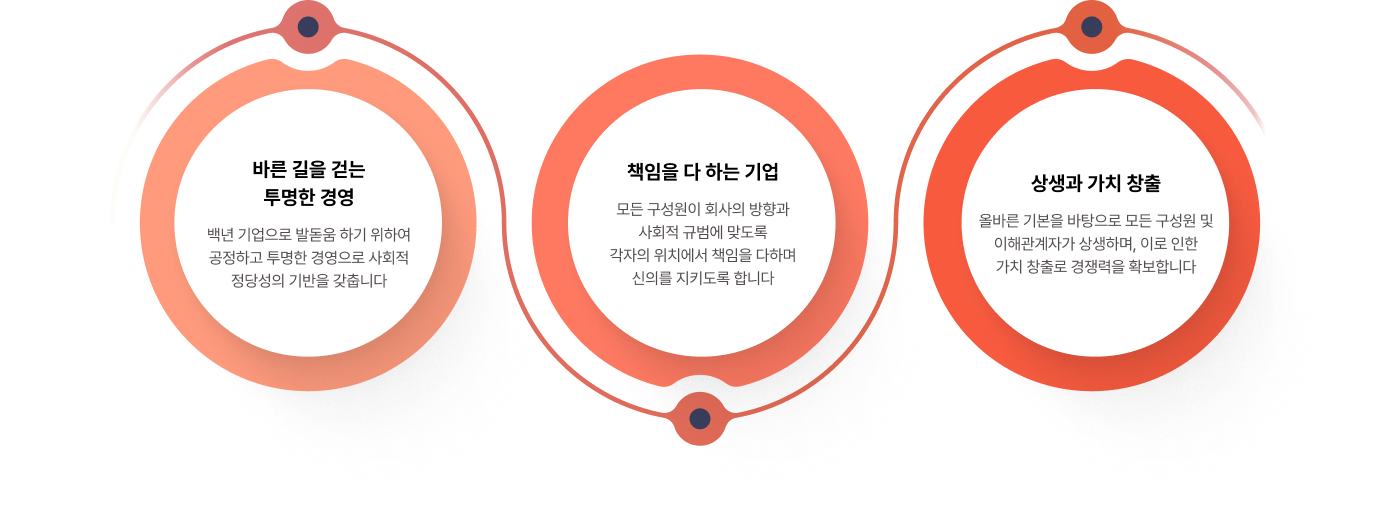 바른 길을 걷는
투명한 경영
백년 기업으로 발돋움 하기 위하여
공정하고 투명한 경영으로 사회적
정당성의 기반을 갖춥니다
책임을 다 하는 기업
모든 구성원이 회사의 방향과
사회적 규범에 맞도록
각자의 위치에서 책임을 다하며
신의를 지키도록 합니다
상생과 가치 창출
올바른 기본을 바탕으로 모든 구성원 및
이해관계자가 상생하며, 이로 인한
가치 창출로 경쟁력을 확보합니다